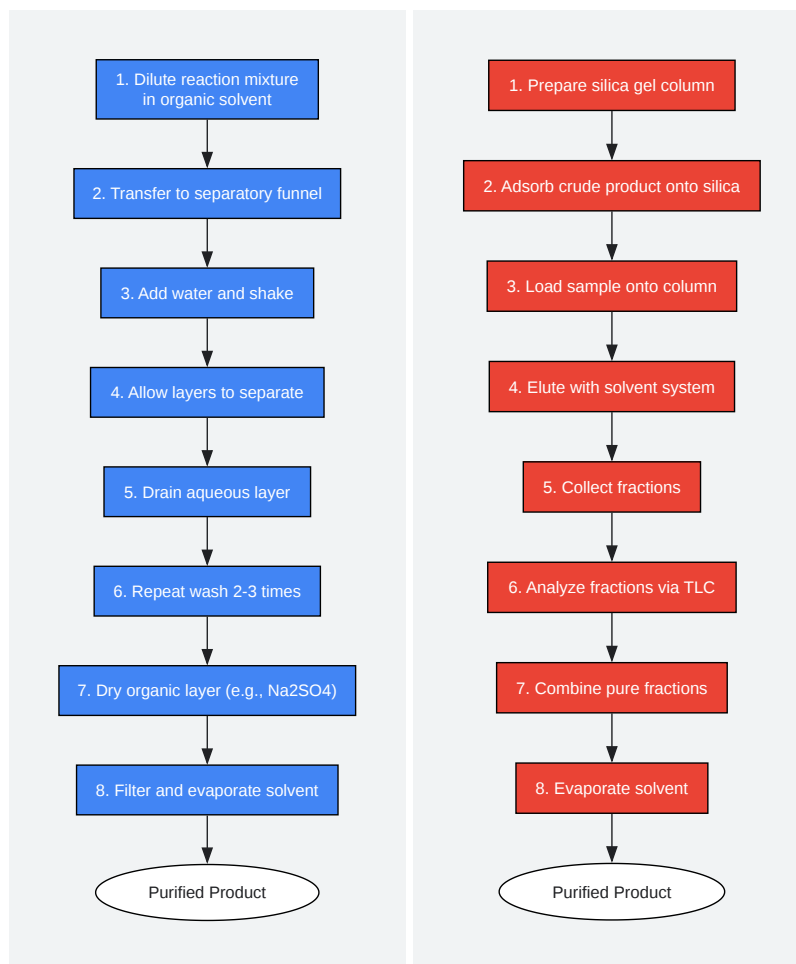 1. Dilute reaction mixture
in organic solvent
2. Transfer to separatory funnel
3. Add water and shake
4. Allow layers to separate
5. Drain aqueous layer
6. Repeat wash 2-3 times
7. Dry organic layer (e.g., Na2SO4)
8. Filter and evaporate solvent
Purified Product
1. Prepare silica gel column
2. Adsorb crude product onto silica
3. Load sample onto column
4. Elute with solvent system
5. Collect fractions
6. Analyze fractions via TLC
7. Combine pure fractions
8. Evaporate solvent
Purified Product